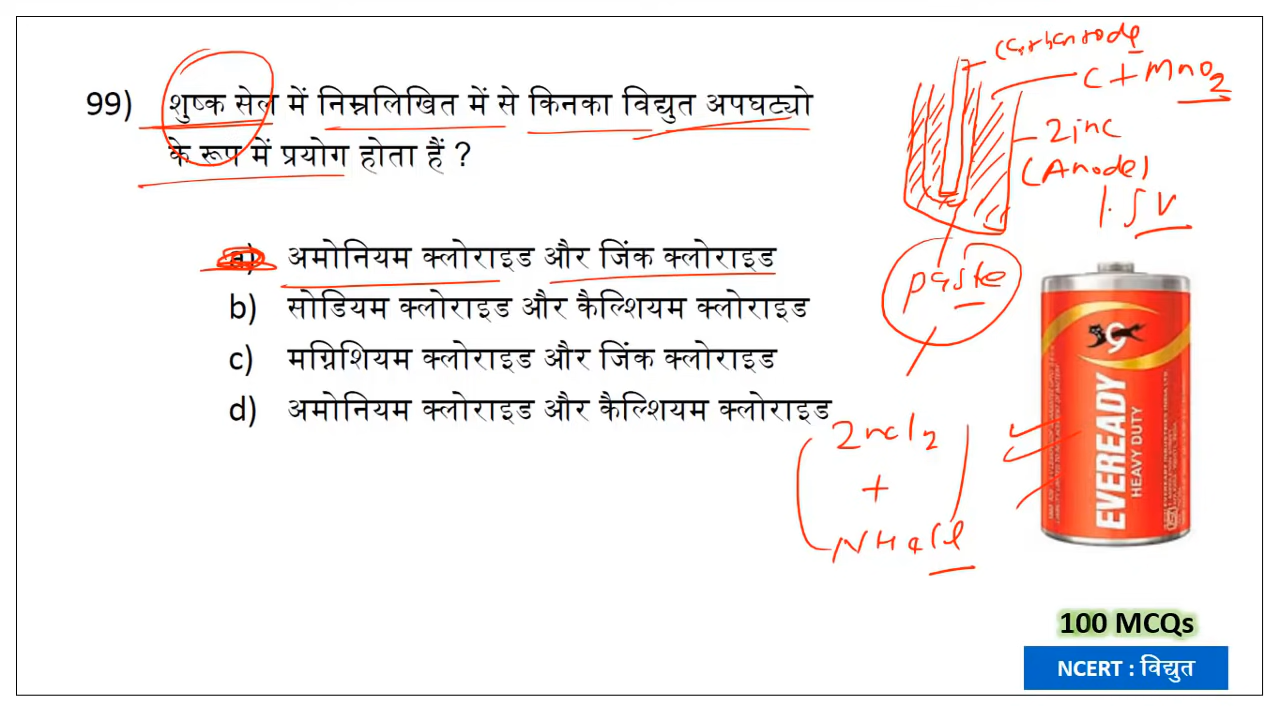 99) शुष्क सेल में निम्नलिखित में से किनका विद्युत अपघट्यो
के रूप में प्रयोग होता हैं ?
a) अमोनियम क्लोराइड और जिंक क्लोराइड
b) सोडियम क्लोराइड और कैल्शियम क्लोराइड
c) मग्निशियम क्लोराइड और जिंक क्लोराइड
d) अमोनियम क्लोराइड और कैल्शियम क्लोराइड
Carbon rode
C + MnO2
Zinc
(Anode)
1.5V
paste
ZnCl2
+
NH4Cl
9
EVEREADY
HEAVY DUTY
100 MCQs
NCERT : विद्युत